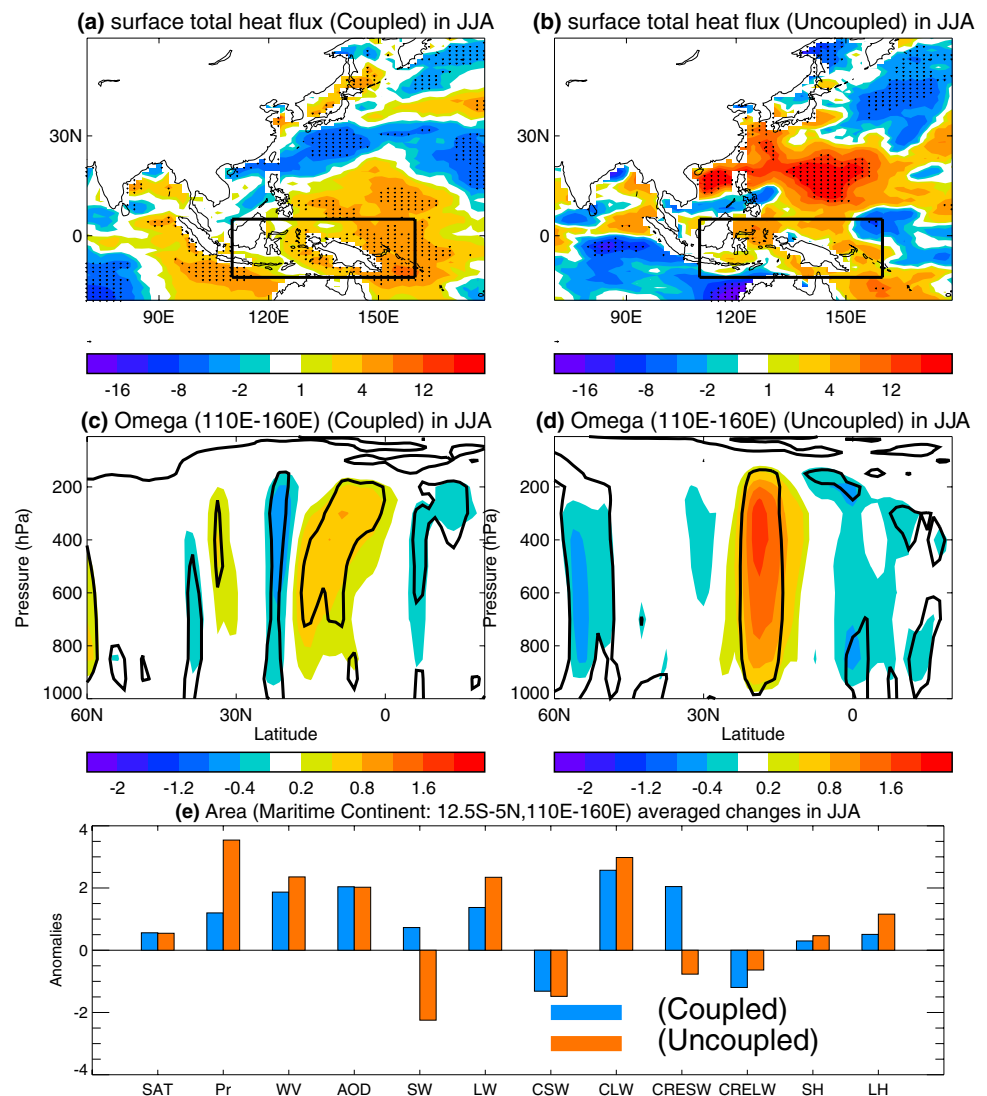 (a) surface total heat flux (Coupled) in JJA
(b) surface total heat flux (Uncoupled) in JJA
30N
0
90E 120E 150E
30N
0
90E 120E 150E
-16 -8 -2 1 4 12
-16 -8 -2 1 4 12
(c) Omega (110E-160E) (Coupled) in JJA
(d) Omega (110E-160E) (Uncoupled) in JJA
Pressure (hPa)
200
400
600
800
1000
60N 30N 0
Latitude
Pressure (hPa)
200
400
600
800
1000
60N 30N 0
Latitude
-2 -1.2 -0.4 0.2 0.8 1.6
-2 -1.2 -0.4 0.2 0.8 1.6
(e) Area (Maritime Continent: 12.5S-5N,110E-160E) averaged changes in JJA
Anomalies
4
2
0
-2
-4
(Coupled)
(Uncoupled)
SAT Pr WV AOD SW LW CSW CLW CRESW CRELW SH LH